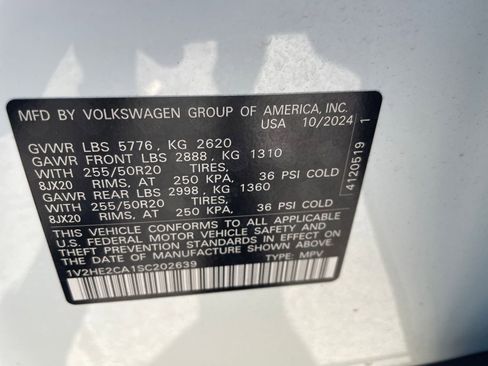 MFD BY VOLKSWAGEN GROUP OF AMERICA, INC.
USA 10/2024
GVWR LBS 5776, KG 2620
GAWR FRONT LBS 2888, KG 1310
WITH 255/50R20 TIRES,
8JX20 RIMS, AT 250 KPA, 36 PSI COLD
GAWR REAR LBS 2998, KG 1360
WITH 255/50R20 TIRES,
8JX20 RIMS, AT 250 KPA, 36 PSI COLD
THIS VEHICLE CONFORMS TO ALL APPLICABLE
U.S. FEDERAL MOTOR VEHICLE SAFETY AND
THEFT PREVENTION STANDARDS IN EFFECT ON
THE DATE OF MANUFACTURE SHOWN ABOVE.
1V2HE2CA1SC202639 TYPE: MPV
4120519 1